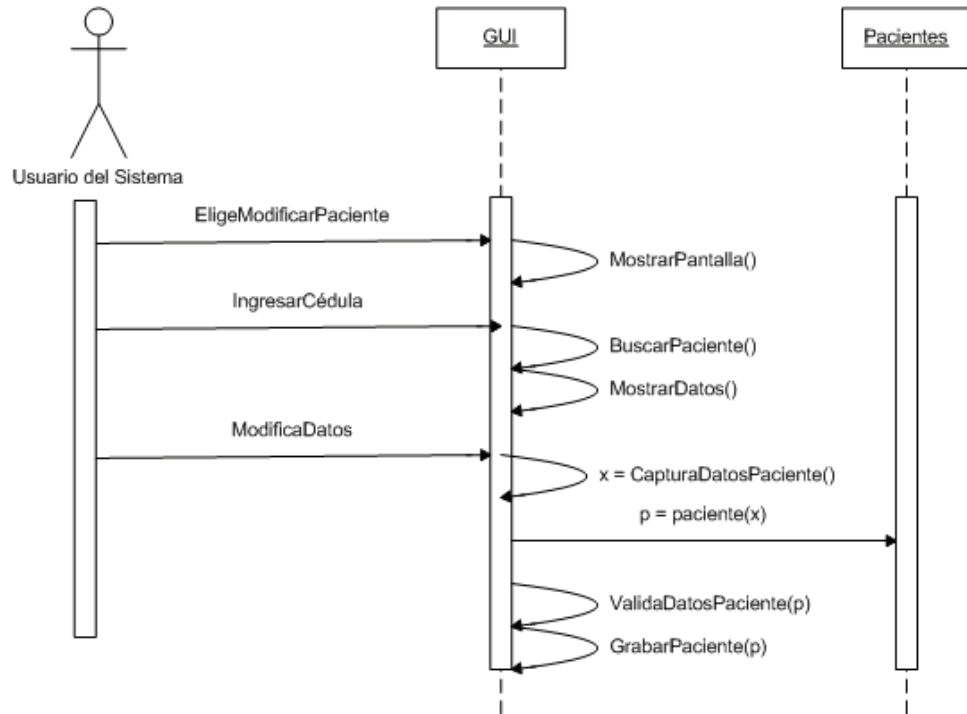 GUI
Pacientes
Usuario del Sistema
EligeModificarPaciente
MostrarPantalla()
IngresarCédula
BuscarPaciente()
MostrarDatos()
ModificaDatos
x = CapturaDatosPaciente()
p = paciente(x)
ValidaDatosPaciente(p)
GrabarPaciente(p)